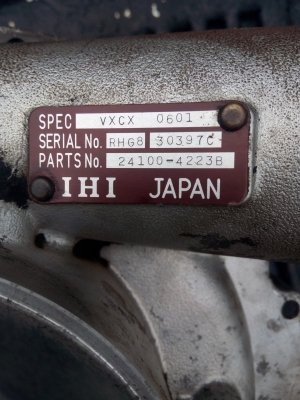 SPEC VXCX 0601
SERIAL No. RHG8 30397C
PARTS No. 24100-4223B
IHI JAPAN